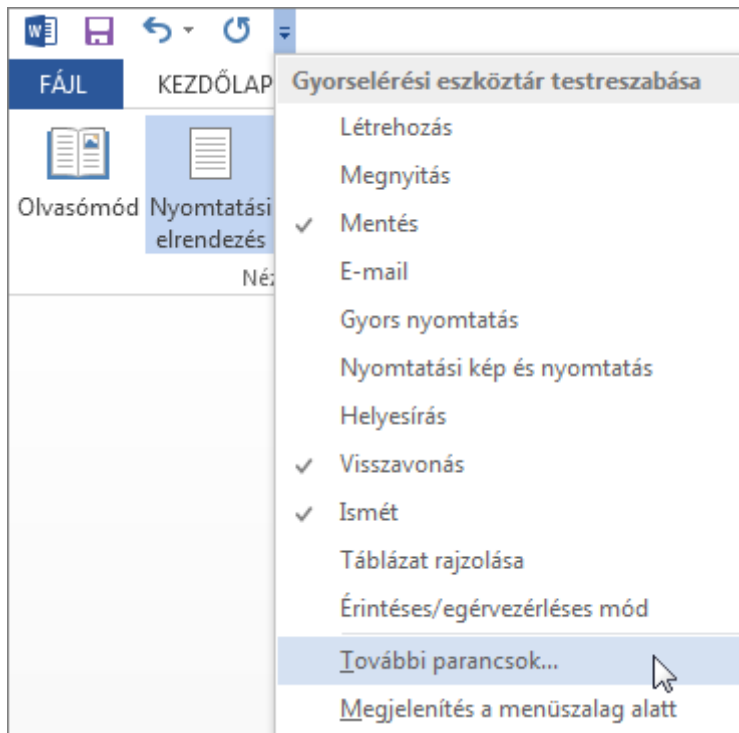 FÁJL
KEZDŐLAP
Olvasómód
Nyomtatási
elrendezés
Gyorselérési eszköztár testreszabása
Létrehozás
Megnyitás
Mentés
E-mail
Gyors nyomtatás
Nyomtatási kép és nyomtatás
Helyesírás
Visszavonás
Ismét
Táblázat rajzolása
Érintéses/egérvezérléses mód
További parancsok...
Megjelenítés a menüszalag alatt